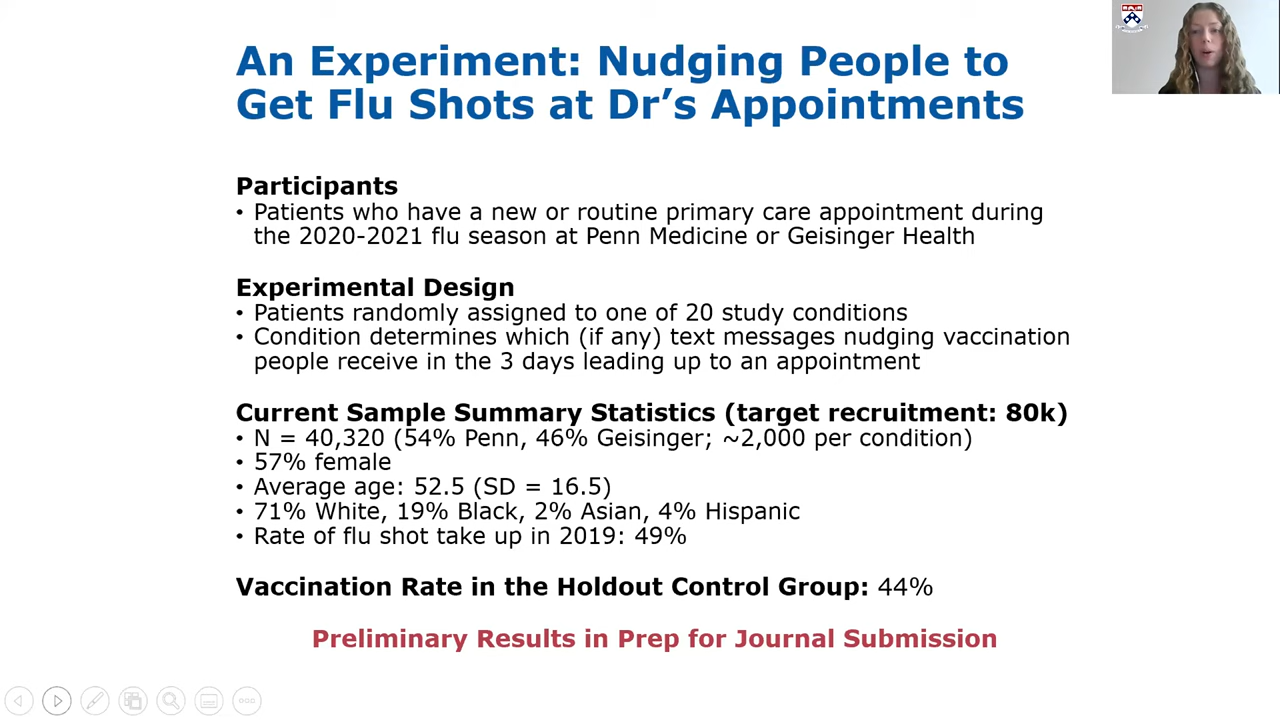 An Experiment: Nudging People to
Get Flu Shots at Dr’s Appointments
Participants
• Patients who have a new or routine primary care appointment during
the 2020-2021 flu season at Penn Medicine or Geisinger Health
Experimental Design
• Patients randomly assigned to one of 20 study conditions
• Condition determines which (if any) text messages nudging vaccination
people receive in the 3 days leading up to an appointment
Current Sample Summary Statistics (target recruitment: 80k)
• N = 40,320 (54% Penn, 46% Geisinger; ~2,000 per condition)
• 57% female
• Average age: 52.5 (SD = 16.5)
• 71% White, 19% Black, 2% Asian, 4% Hispanic
• Rate of flu shot take up in 2019: 49%
Vaccination Rate in the Holdout Control Group: 44%
Preliminary Results in Prep for Journal Submission